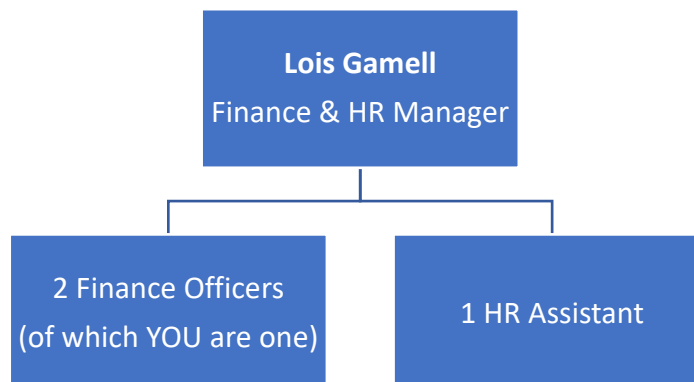 Lois Gamell
Finance & HR Manager
2 Finance Officers
(of which YOU are one)
1 HR Assistant